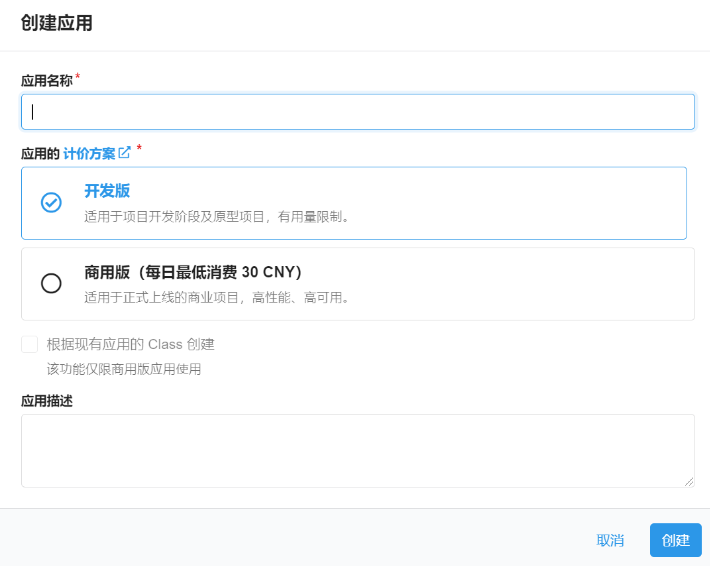 创建应用
应用名称*
应用的 计价方案 *
开发版
适用于项目开发阶段及原型项目，有用量限制。
商用版（每日最低消费 30 CNY）
适用于正式上线的商业项目，高性能、高可用。
根据现有应用的 Class 创建
该功能仅限商用版应用使用
应用描述
取消 创建